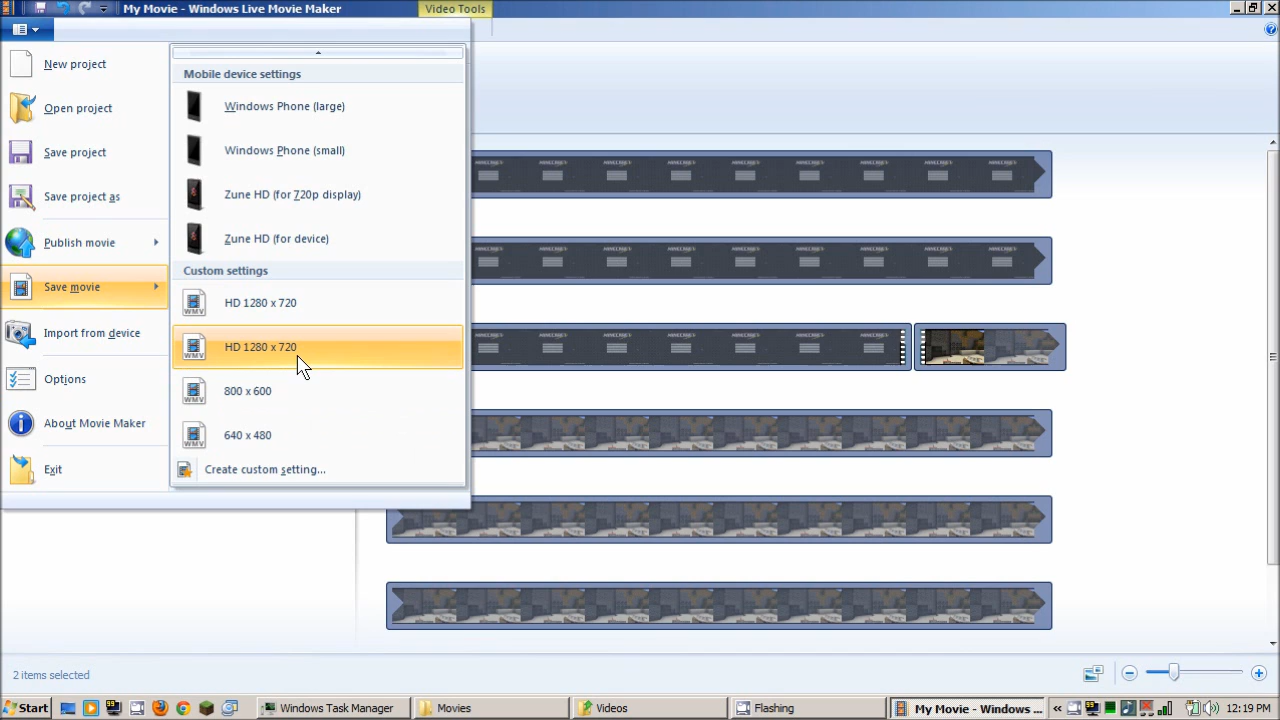 My Movie - Windows Live Movie Maker
Video Tools
New project
Open project
Save project
Save project as
Publish movie
Save movie
Import from device
Options
About Movie Maker
Exit
Mobile device settings
Windows Phone (large)
Windows Phone (small)
Zune HD (for 720p display)
Zune HD (for device)
Custom settings
HD 1280 x 720
HD 1280 x 720
800 x 600
640 x 480
Create custom setting...
2 items selected
Start
Windows Task Manager
Movies
Videos
Flashing
My Movie - Windows ...
12:19 PM